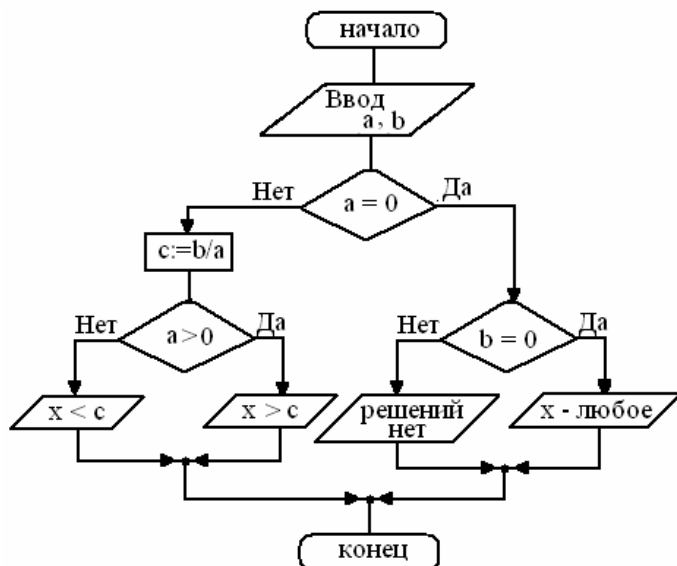 начало
Ввод
a, b
Нет
Да
a = 0
c:=b/a
Нет
Да
a>0
Нет
Да
b = 0
x < c
x > c
решений
нет
x - любое
конец